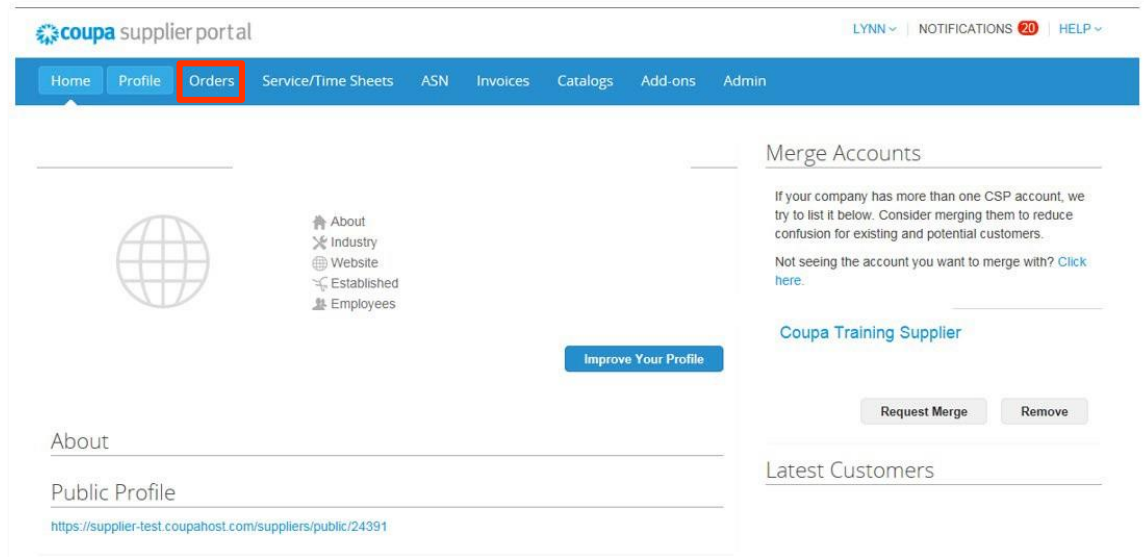 coupa supplier portal
LYNN NOTIFICATIONS 20 HELP
Home Profile Orders Service/Time Sheets ASN Invoices Catalogs Add-ons Admin
About
Industry
Website
Established
Employees
Improve Your Profile
About
Public Profile
https://supplier-test.coupahost.com/suppliers/public/24391
Merge Accounts
If your company has more than one CSP account, we
try to list it below. Consider merging them to reduce
confusion for existing and potential customers.
Not seeing the account you want to merge with? Click
here.
Coupa Training Supplier
Request Merge Remove
Latest Customers